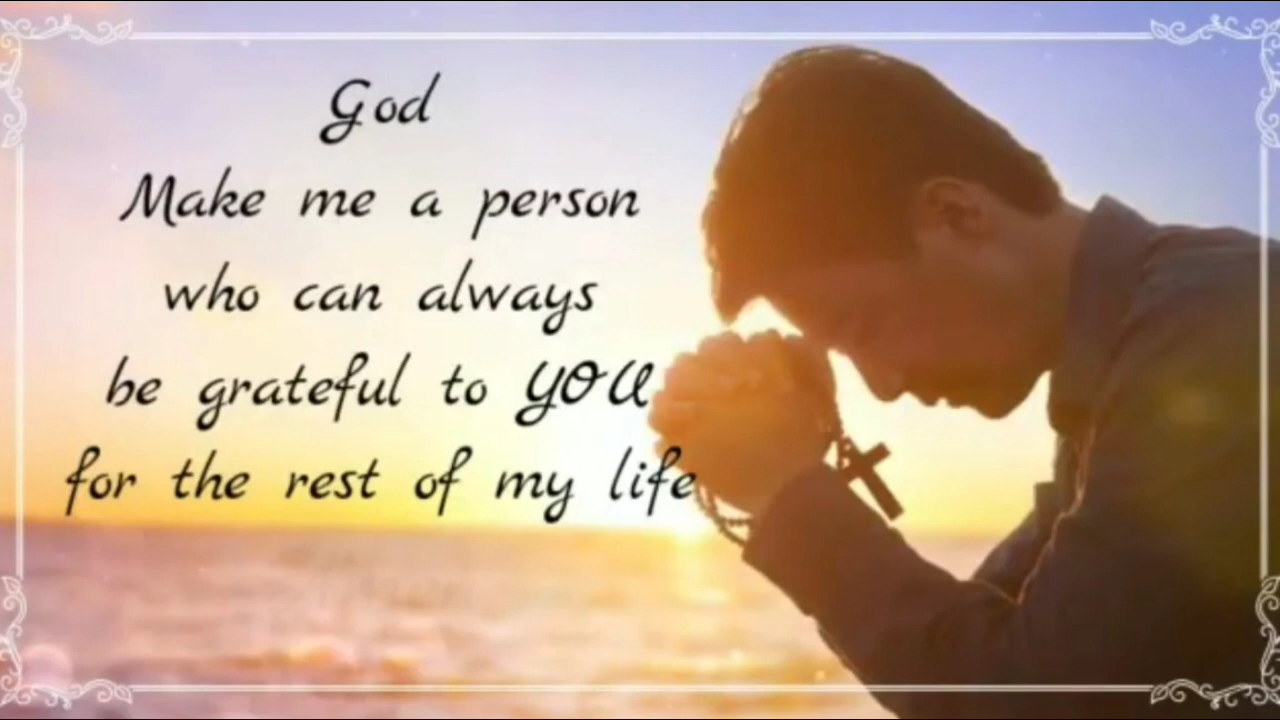 God
Make me a person
who can always
be grateful to YOU
for the rest of my life